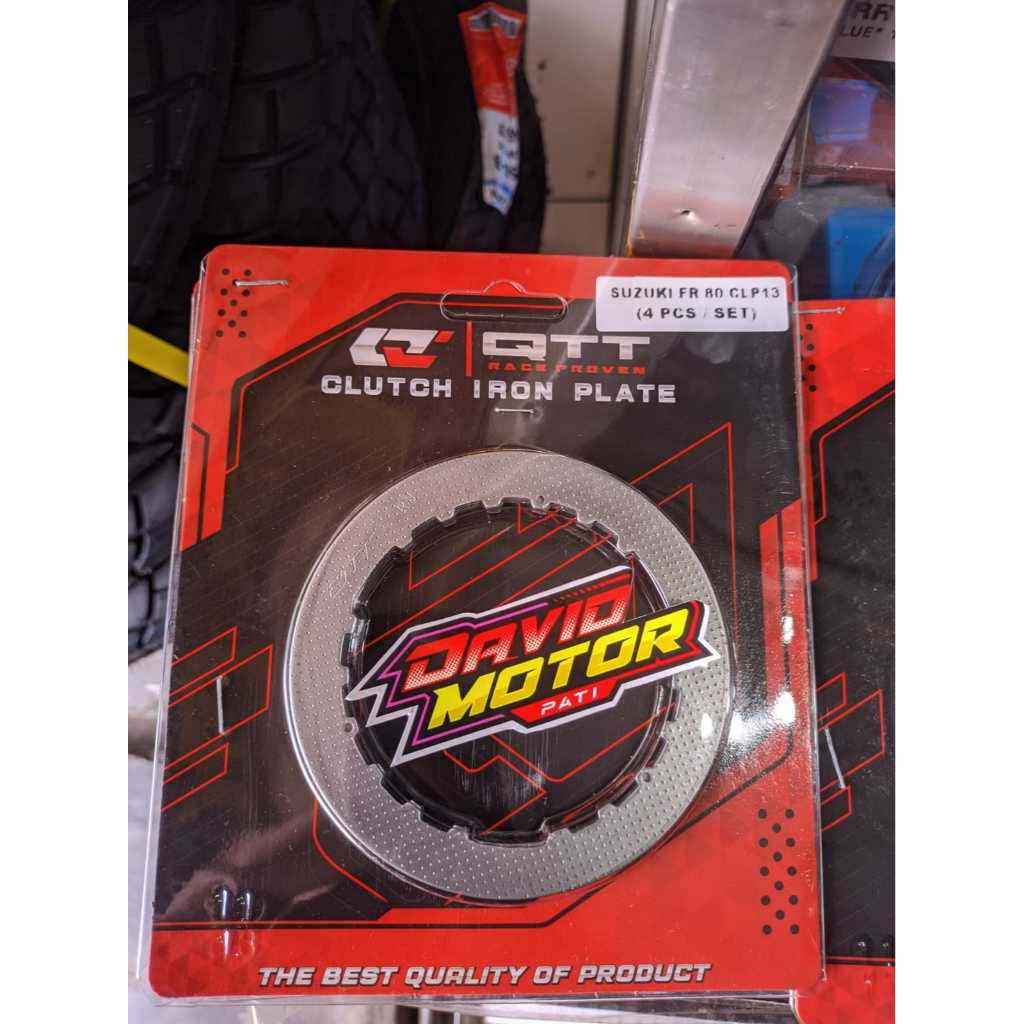 SUZUKI FR 80 CLP13
(4 PCS / SET)
QTT
RACE PROVEN
CLUTCH IRON PLATE
DAVID
MOTOR
PATI
THE BEST QUALITY OF PRODUCT